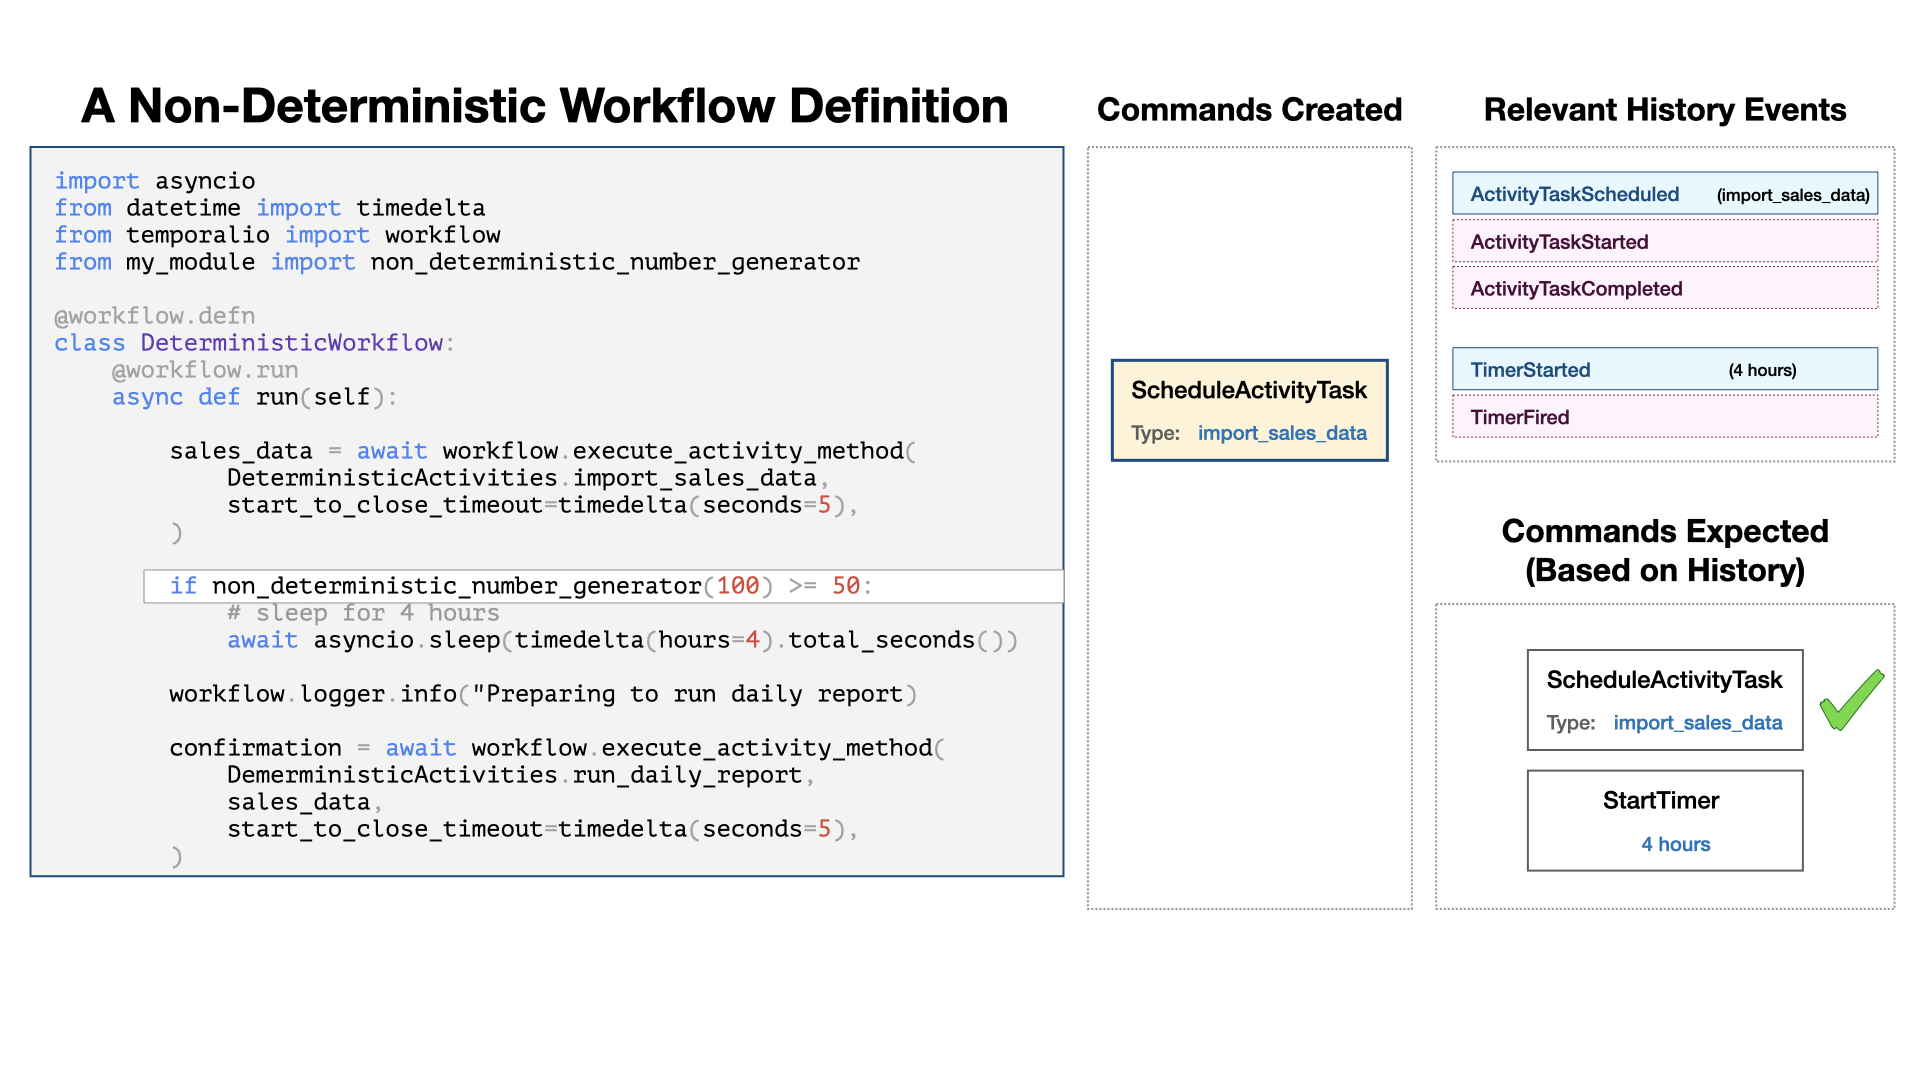 A Non-Deterministic Workflow Definition
import asyncio
from datetime import timedelta
from temporalio import workflow
from my_module import non_deterministic_number_generator
@workflow.defn
class DeterministicWorkflow:
    @workflow.run
    async def run(self):
        sales_data = await workflow.execute_activity_method(
            DeterministicActivities.import_sales_data,
            start_to_close_timeout=timedelta(seconds=5),
        )
        if non_deterministic_number_generator(100) >= 50:
            # sleep for 4 hours
            await asyncio.sleep(timedelta(hours=4).total_seconds())
        workflow.logger.info("Preparing to run daily report)
        confirmation = await workflow.execute_activity_method(
            DemerministicActivities.run_daily_report,
            sales_data,
            start_to_close_timeout=timedelta(seconds=5),
        )
Commands Created
ScheduleActivityTask
Type: import_sales_data
Relevant History Events
ActivityTaskScheduled (import_sales_data)
ActivityTaskStarted
ActivityTaskCompleted
TimerStarted (4 hours)
TimerFired
Commands Expected
(Based on History)
ScheduleActivityTask
Type: import_sales_data
StartTimer
4 hours